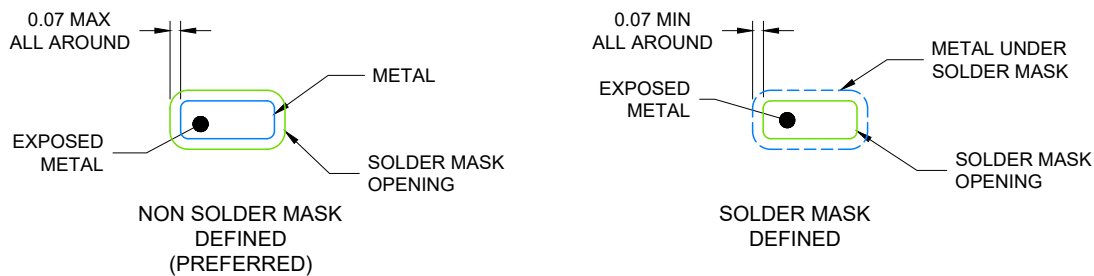 0.07 MAX
ALL AROUND
METAL
EXPOSED
METAL
SOLDER MASK
OPENING
NON SOLDER MASK
DEFINED
(PREFERRED)
0.07 MIN
ALL AROUND
METAL UNDER
SOLDER MASK
EXPOSED
METAL
SOLDER MASK
OPENING
SOLDER MASK
DEFINED